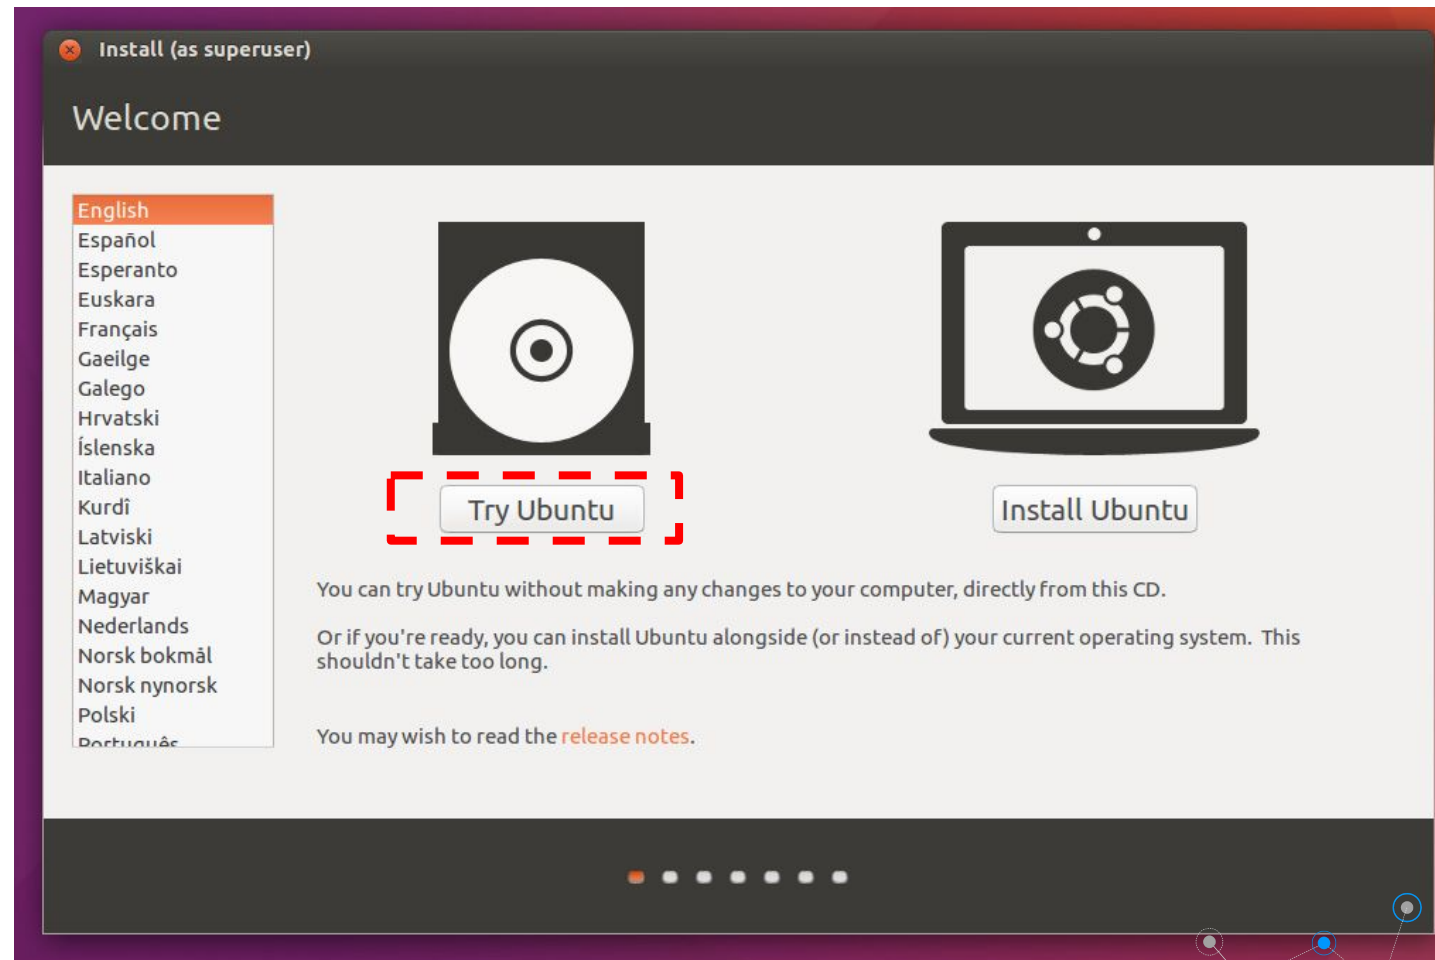 Install (as superuser)
Welcome
English
Español
Esperanto
Euskara
Français
Gaeilge
Galego
Hrvatski
Íslenska
Italiano
Kurdî
Latviski
Lietuviškai
Magyar
Nederlands
Norsk bokmål
Norsk nynorsk
Polski
Português
Try Ubuntu
Install Ubuntu
You can try Ubuntu without making any changes to your computer, directly from this CD.
Or if you're ready, you can install Ubuntu alongside (or instead of) your current operating system. This
shouldn't take too long.
You may wish to read the release notes.